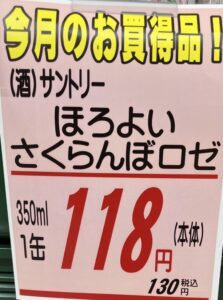 今月のお買得品！
（酒）サントリー
ほろよい
さくらんぼロゼ
350ml
1缶
118円
（本体）
130円税込